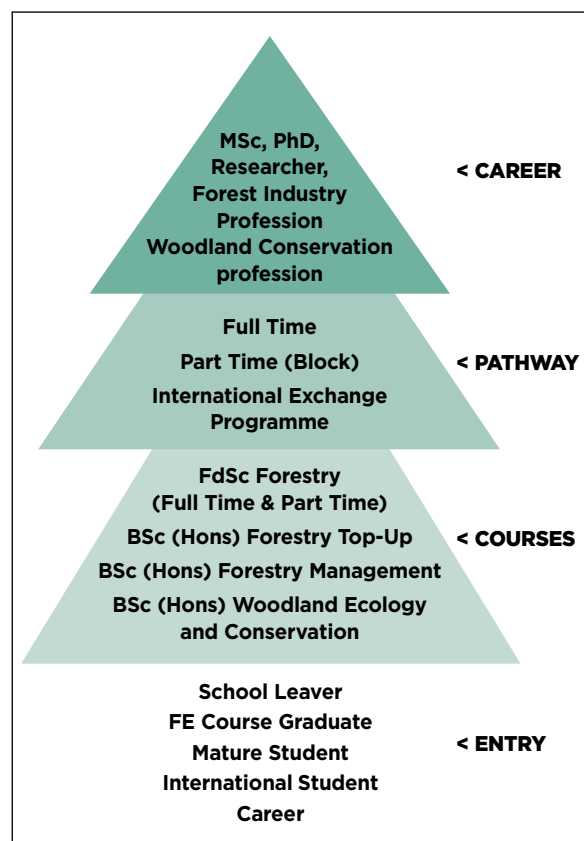 MSc, PhD,
Researcher,
Forest Industry
Profession
Woodland Conservation
profession
< CAREER
Full Time
Part Time (Block)
International Exchange
Programme
< PATHWAY
FdSc Forestry
(Full Time & Part Time)
BSc (Hons) Forestry Top-Up
BSc (Hons) Forestry Management
BSc (Hons) Woodland Ecology
and Conservation
< COURSES
School Leaver
FE Course Graduate
Mature Student
International Student
Career
< ENTRY